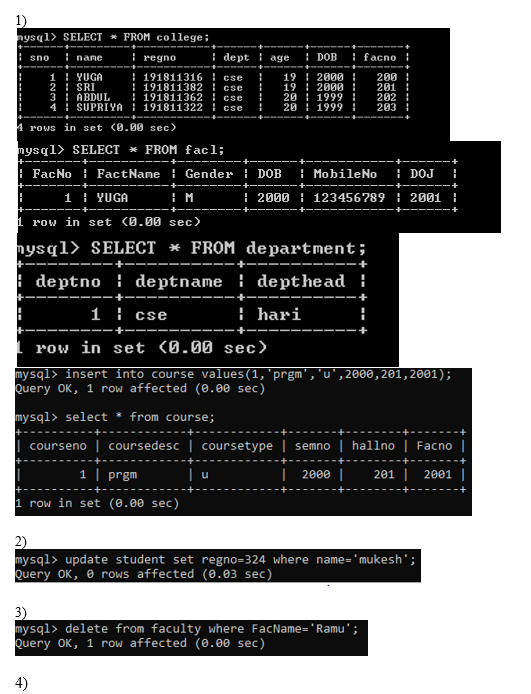 1)
mysql> SELECT * FROM college;
+------+---------+-----------+------+------+------+-------+
| sno | name | regno | dept | age | DOB | facno |
+------+---------+-----------+------+------+------+-------+
| 1 | YUGA | 191811316 | cse | 19 | 2000 | 200 |
| 2 | SRI | 191811382 | cse | 19 | 2000 | 201 |
| 3 | ABDUL | 191811362 | cse | 20 | 1999 | 202 |
| 4 | SUPRIYA | 191811322 | cse | 20 | 1999 | 203 |
+------+---------+-----------+------+------+------+-------+
4 rows in set (0.00 sec)
mysql> SELECT * FROM facl;
+-------+----------+--------+------+-----------+------+
| FacNo | FactName | Gender | DOB | MobileNo | DOJ |
+-------+----------+--------+------+-----------+------+
| 1 | YUGA | M | 2000 | 123456789 | 2001 |
+-------+----------+--------+------+-----------+------+
1 row in set (0.00 sec)
mysql> SELECT * FROM department;
+--------+----------+----------+
| deptno | deptname | depthead |
+--------+----------+----------+
| 1 | cse | hari |
+--------+----------+----------+
1 row in set (0.00 sec)
mysql> insert into course values(1,'prgm','u',2000,201,2001);
Query OK, 1 row affected (0.00 sec)
mysql> select * from course;
+----------+------------+------------+-------+--------+-------+
| courseno | coursedesc | coursetype | semno | hallno | Facno |
+----------+------------+------------+-------+--------+-------+
| 1 | prgm | u | 2000 | 201 | 2001 |
+----------+------------+------------+-------+--------+-------+
1 row in set (0.00 sec)
2)
mysql> update student set regno=324 where name='mukesh';
Query OK, 0 rows affected (0.03 sec)
3)
mysql> delete from faculty where FacName='Ramu';
Query OK, 1 row affected (0.00 sec)
4)